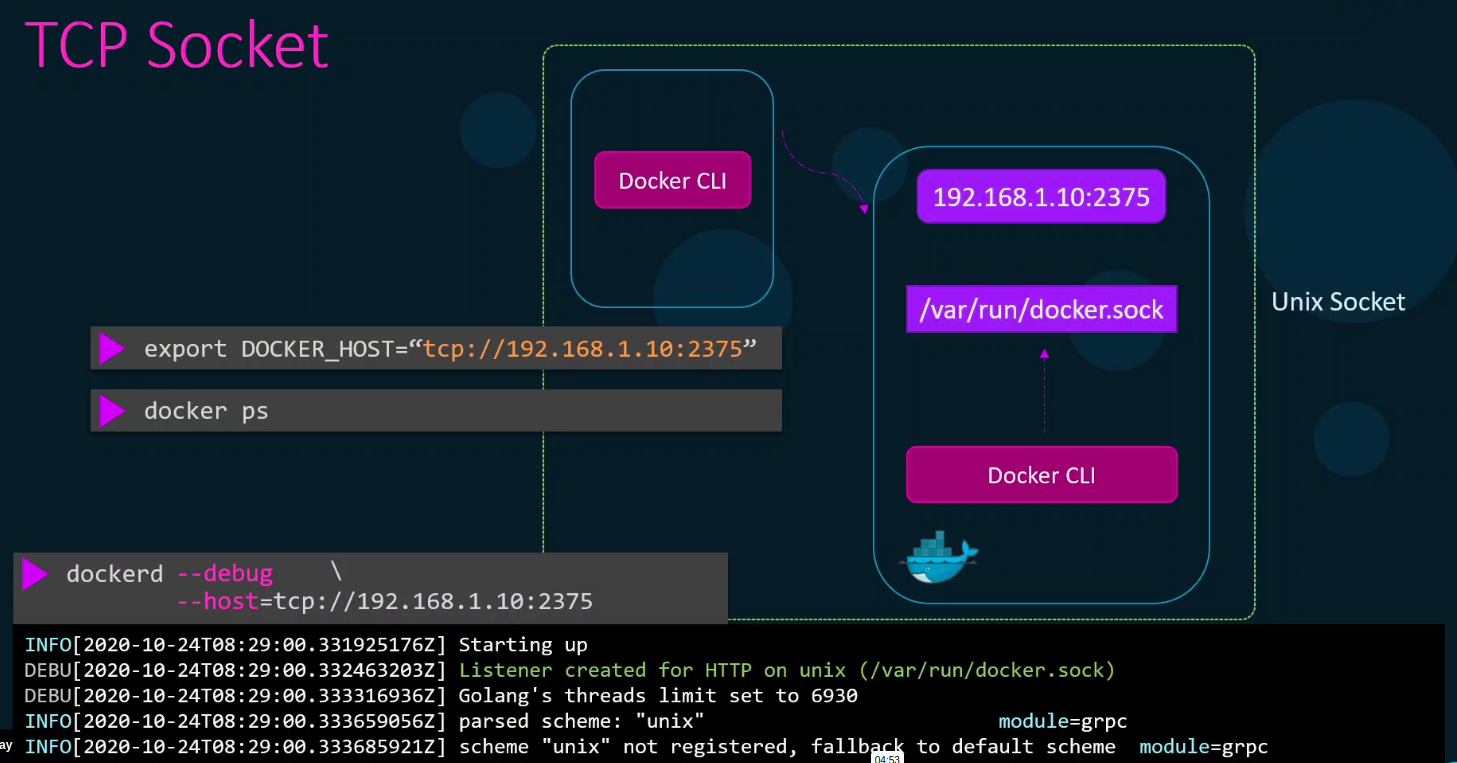 TCP Socket
Docker CLI
192.168.1.10:2375
/var/run/docker.sock
Unix Socket
export DOCKER_HOST=“tcp://192.168.1.10:2375”
docker ps
Docker CLI
dockerd --debug \
--host=tcp://192.168.1.10:2375
INFO[2020-10-24T08:29:00.331925176Z] Starting up
DEBU[2020-10-24T08:29:00.332463203Z] Listener created for HTTP on unix (/var/run/docker.sock)
DEBU[2020-10-24T08:29:00.333316936Z] Golang's threads limit set to 6930
INFO[2020-10-24T08:29:00.333659056Z] parsed scheme: "unix" module=grpc
ay
INFO[2020-10-24T08:29:00.333685921Z] scheme "unix" not registered, fallback to default scheme module=grpc
04:53